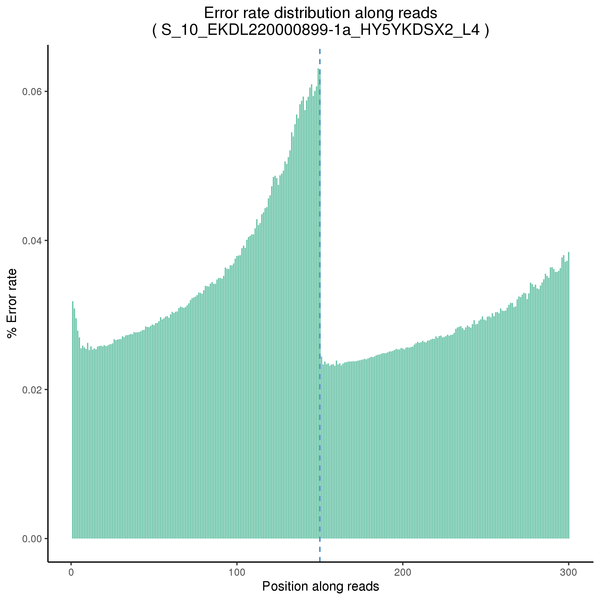 Error rate distribution along reads
( S_10_EKDL220000899-1a_HY5YKDSX2_L4 )
% Error rate
0.06
0.04
0.02
0.00
0
100
200
300
Position along reads